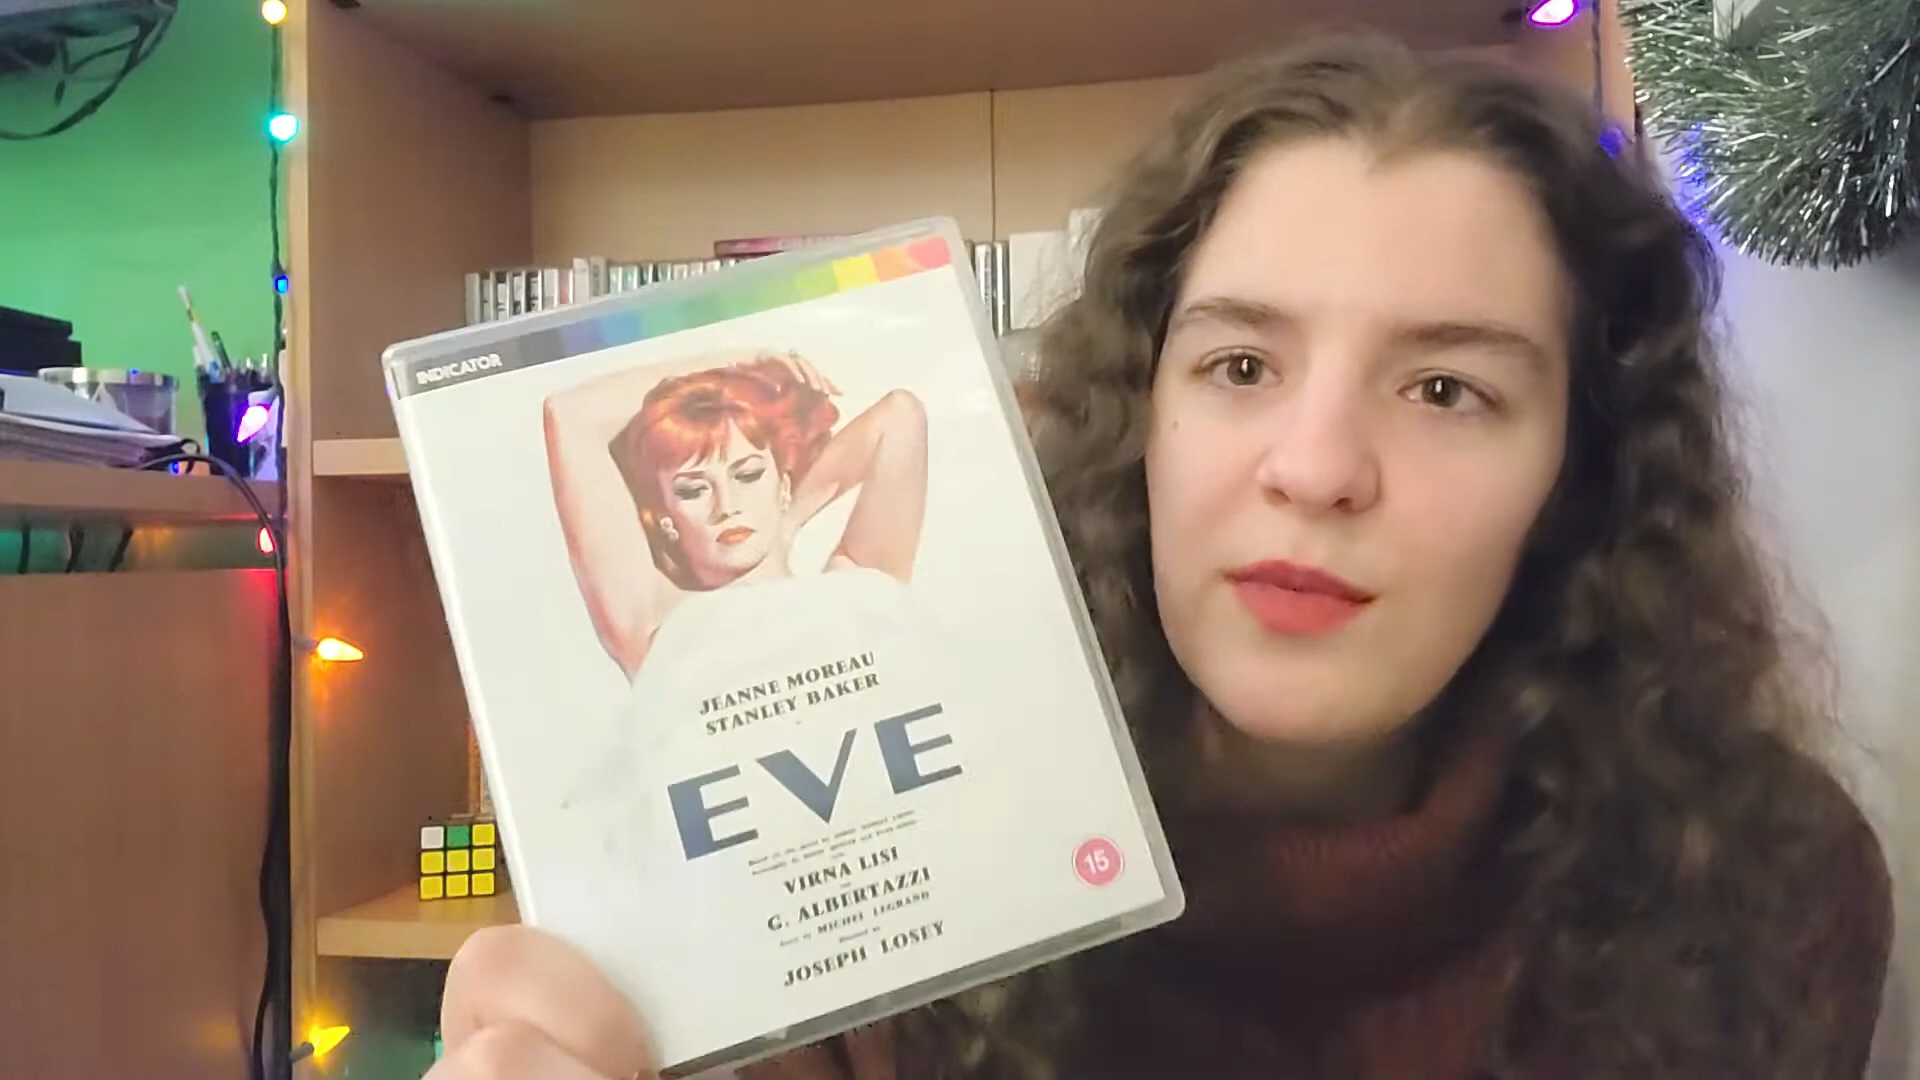 INDICATOR
JEANNE MOREAU
STANLEY BAKER
EVE
VIRNA LISI
G. ALBERTAZZI
MICHEL LEGRAND
JOSEPH LOSEY
15